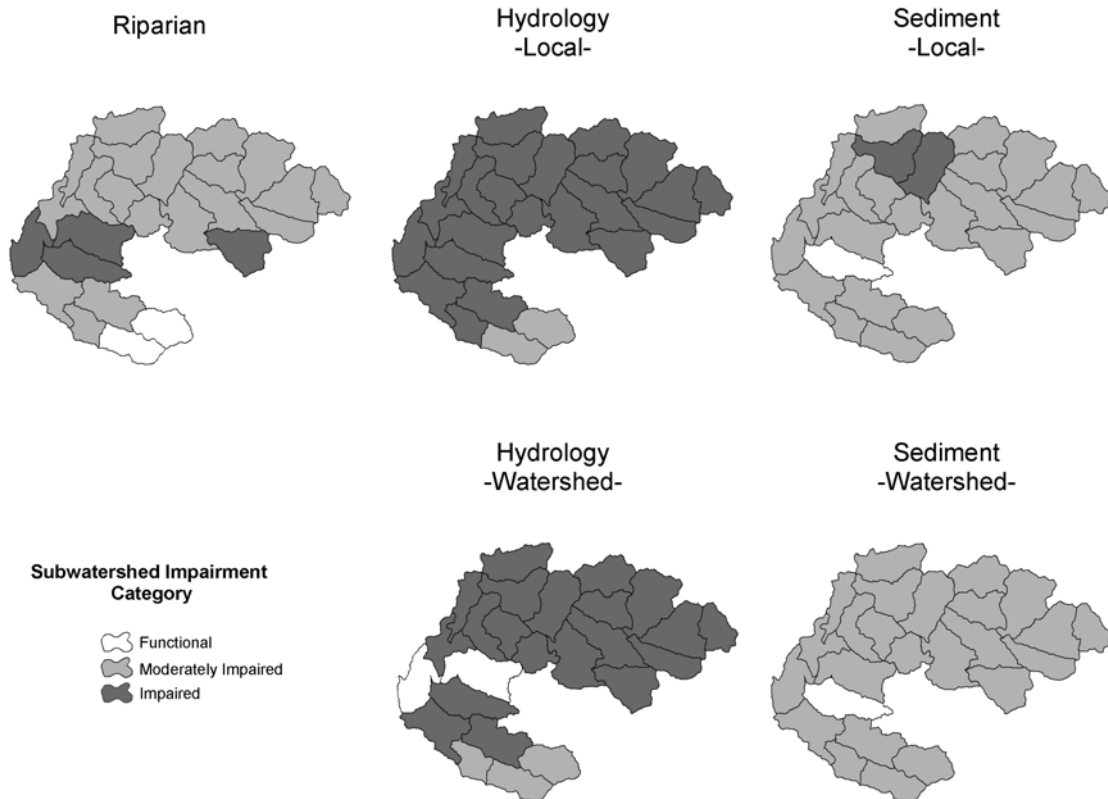 Riparian
Hydrology
-Local-
Sediment
-Local-
Hydrology
-Watershed-
Sediment
-Watershed-
Subwatershed Impairment
Category
Functional
Moderately Impaired
Impaired